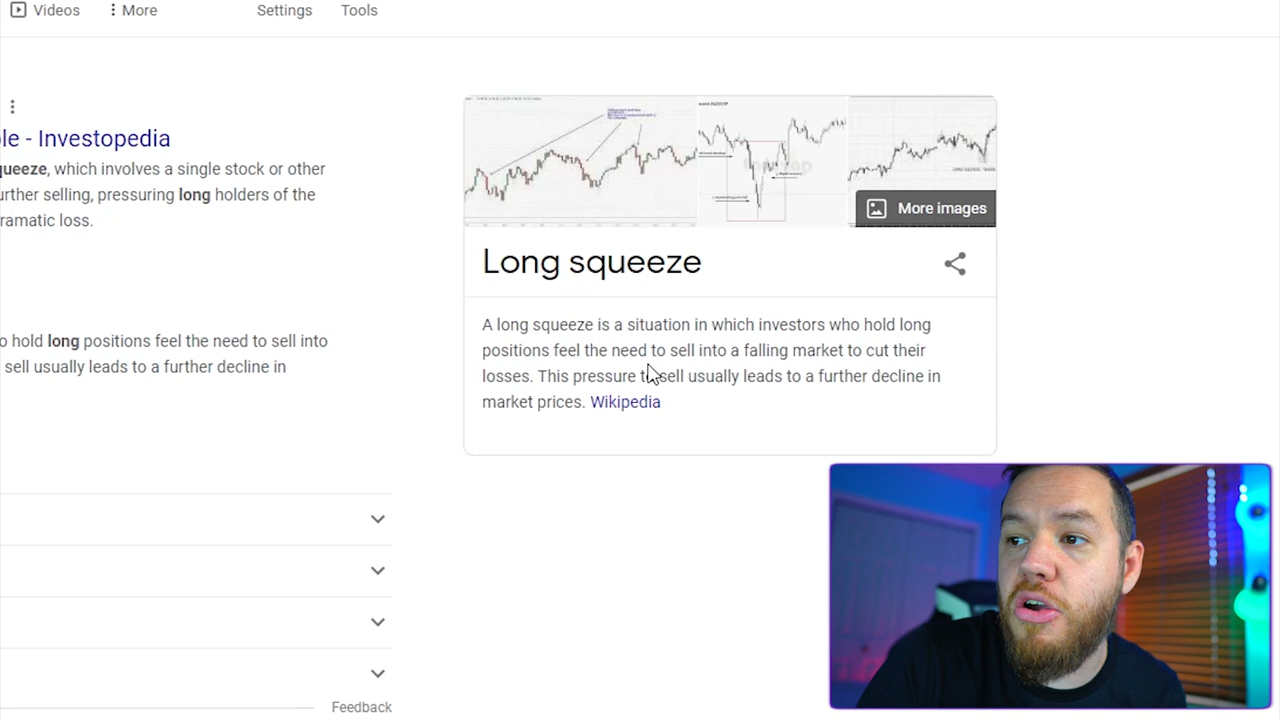 Videos
More
Settings
Tools
le - Investopedia
queeze, which involves a single stock or other
urther selling, pressuring long holders of the
ramatic loss.
o hold long positions feel the need to sell into
sell usually leads to a further decline in
Feedback
More images
Long squeeze
A long squeeze is a situation in which investors who hold long
positions feel the need to sell into a falling market to cut their
losses. This pressure to sell usually leads to a further decline in
market prices. Wikipedia